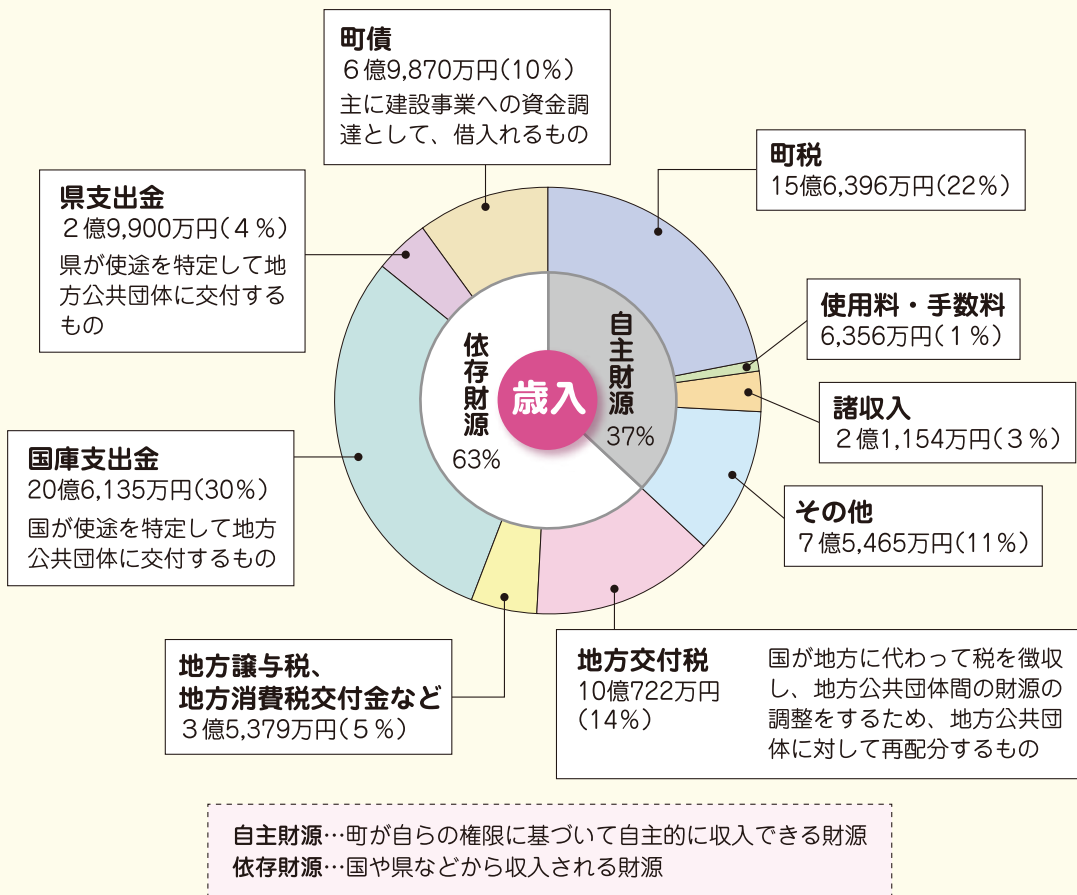 町債
6億9,870万円(10%)
主に建設事業への資金調
達として、借入れるもの
町税
15億6,396万円(22%)
県支出金
2億9,900万円(4%)
県が使途を特定して地
方公共団体に交付する
もの
使用料・手数料
6,356万円(1%)
諸収入
2億1,154万円(3%)
その他
7億5,465万円(11%)
自主財源
37%
歳入
依存財源
63%
国庫支出金
20億6,135万円(30%)
国が使途を特定して地方
公共団体に交付するもの
地方譲与税、
地方消費税交付金など
3億5,379万円(5%)
地方交付税
10億722万円
(14%)
国が地方に代わって税を徴収
し、地方公共団体間の財源の
調整をするため、地方公共団
体に対して再配分するもの
自主財源…町が自らの権限に基づいて自主的に収入できる財源
依存財源…国や県などから収入される財源